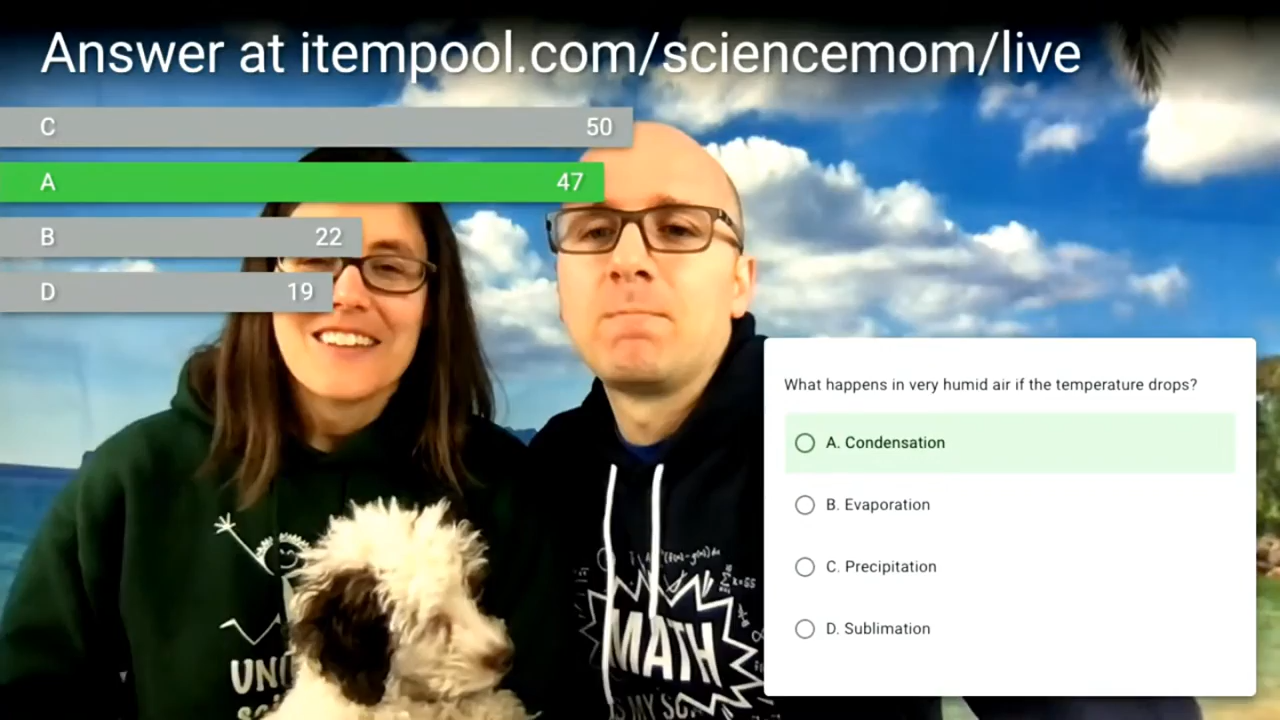 Answer at itempool.com/sciencemom/live
C 50
A 47
B 22
D 19
What happens in very humid air if the temperature drops?
A. Condensation
B. Evaporation
C. Precipitation
D. Sublimation
MATH